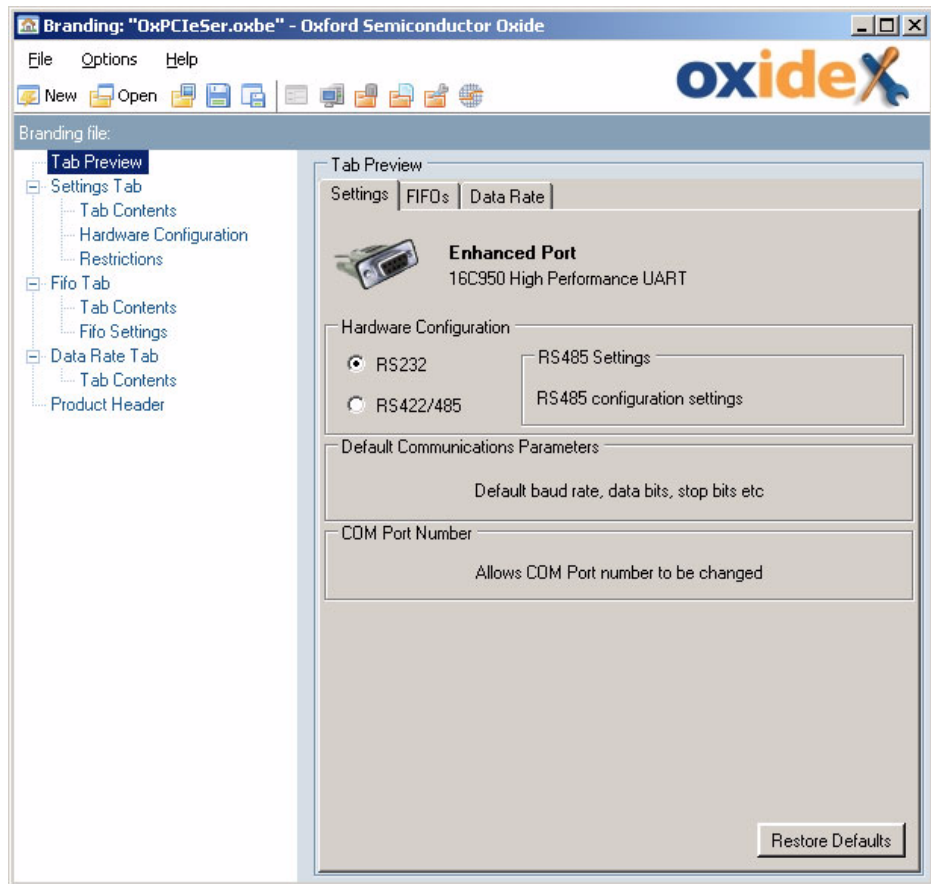 Branding: "OxPCIeSer.oxbe" - Oxford Semiconductor Oxide
File Options Help
oxide
New Open
Branding file:
Tab Preview
Settings Tab
Tab Contents
Hardware Configuration
Restrictions
Fifo Tab
Tab Contents
Fifo Settings
Data Rate Tab
Tab Contents
Product Header
Tab Preview
Settings FIFOs Data Rate
Enhanced Port
16C950 High Performance UART
Hardware Configuration
RS232
RS422/485
RS485 Settings
RS485 configuration settings
Default Communications Parameters
Default baud rate, data bits, stop bits etc
COM Port Number
Allows COM Port number to be changed
Restore Defaults